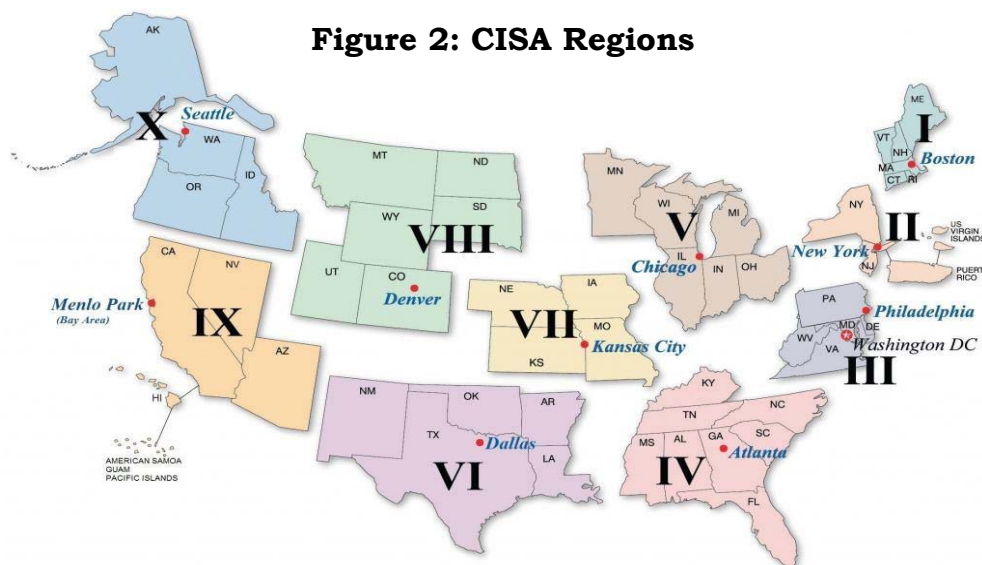 Figure 2: CISA Regions
AK
X
Seattle
WA
OR
ID
MT
ND
SD
WY
VIII
UT
CO
Denver
MN
WI
MI
V
IL
Chicago
IN
OH
ME
VT
NH
I
MA
Boston
CT
RI
NY
II
US
VIRGIN
ISLANDS
New York
NJ
PUERTO
RICO
CA
NV
Menlo Park
(Bay Area)
IX
AZ
HI
AMERICAN SAMOA
GUAM
PACIFIC ISLANDS
NE
IA
VII
MO
Kansas City
KS
PA
Philadelphia
MD
DE
WV
Washington DC
VA
III
NM
OK
AR
TX
Dallas
LA
VI
KY
NC
TN
SC
MS
AL
GA
Atlanta
IV
FL